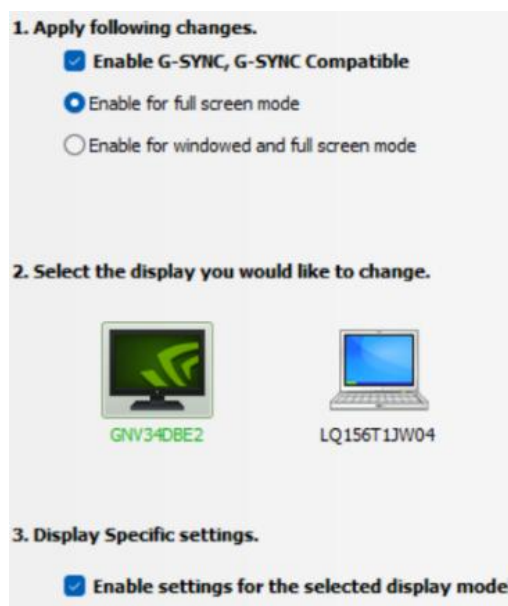 1. Apply following changes.
Enable G-SYNC, G-SYNC Compatible
Enable for full screen mode
Enable for windowed and full screen mode
2. Select the display you would like to change.
GNV34DBE2
LQ156T1JW04
3. Display Specific settings.
Enable settings for the selected display mode